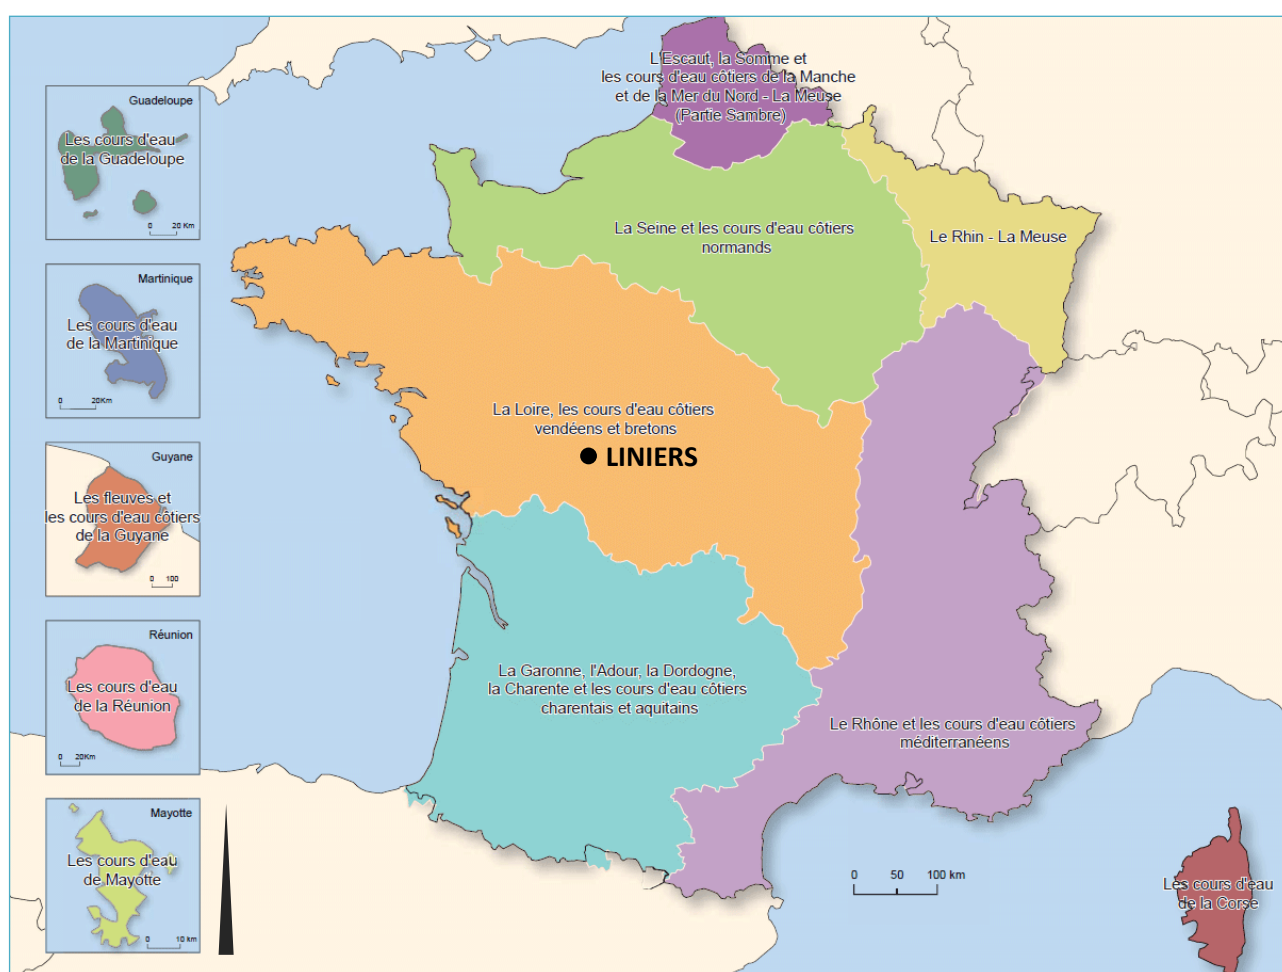 Guadeloupe
Les cours d'eau
de la Guadeloupe
0 20 Km
Martinique
Les cours d'eau
de la Martinique
0 20Km
Guyane
Les fleuves et
les cours d'eau côtiers
de la Guyane
0 100
Réunion
Les cours d'eau
de la Réunion
0 20Km
Mayotte
Les cours d'eau
de Mayotte
0 10 km
L'Escaut, la Somme et
les cours d'eau côtiers de la Manche
et de la Mer du Nord - La Meuse
(Partie Sambre)
La Seine et les cours d'eau côtiers
normands
Le Rhin - La Meuse
La Loire, les cours d'eau côtiers
vendéens et bretons
LINIERS
La Garonne, l'Adour, la Dordogne,
la Charente et les cours d'eau côtiers
charentais et aquitains
Le Rhône et les cours d'eau côtiers
méditerranéens
0 50 100 km
Les cours d'eau
de la Corse